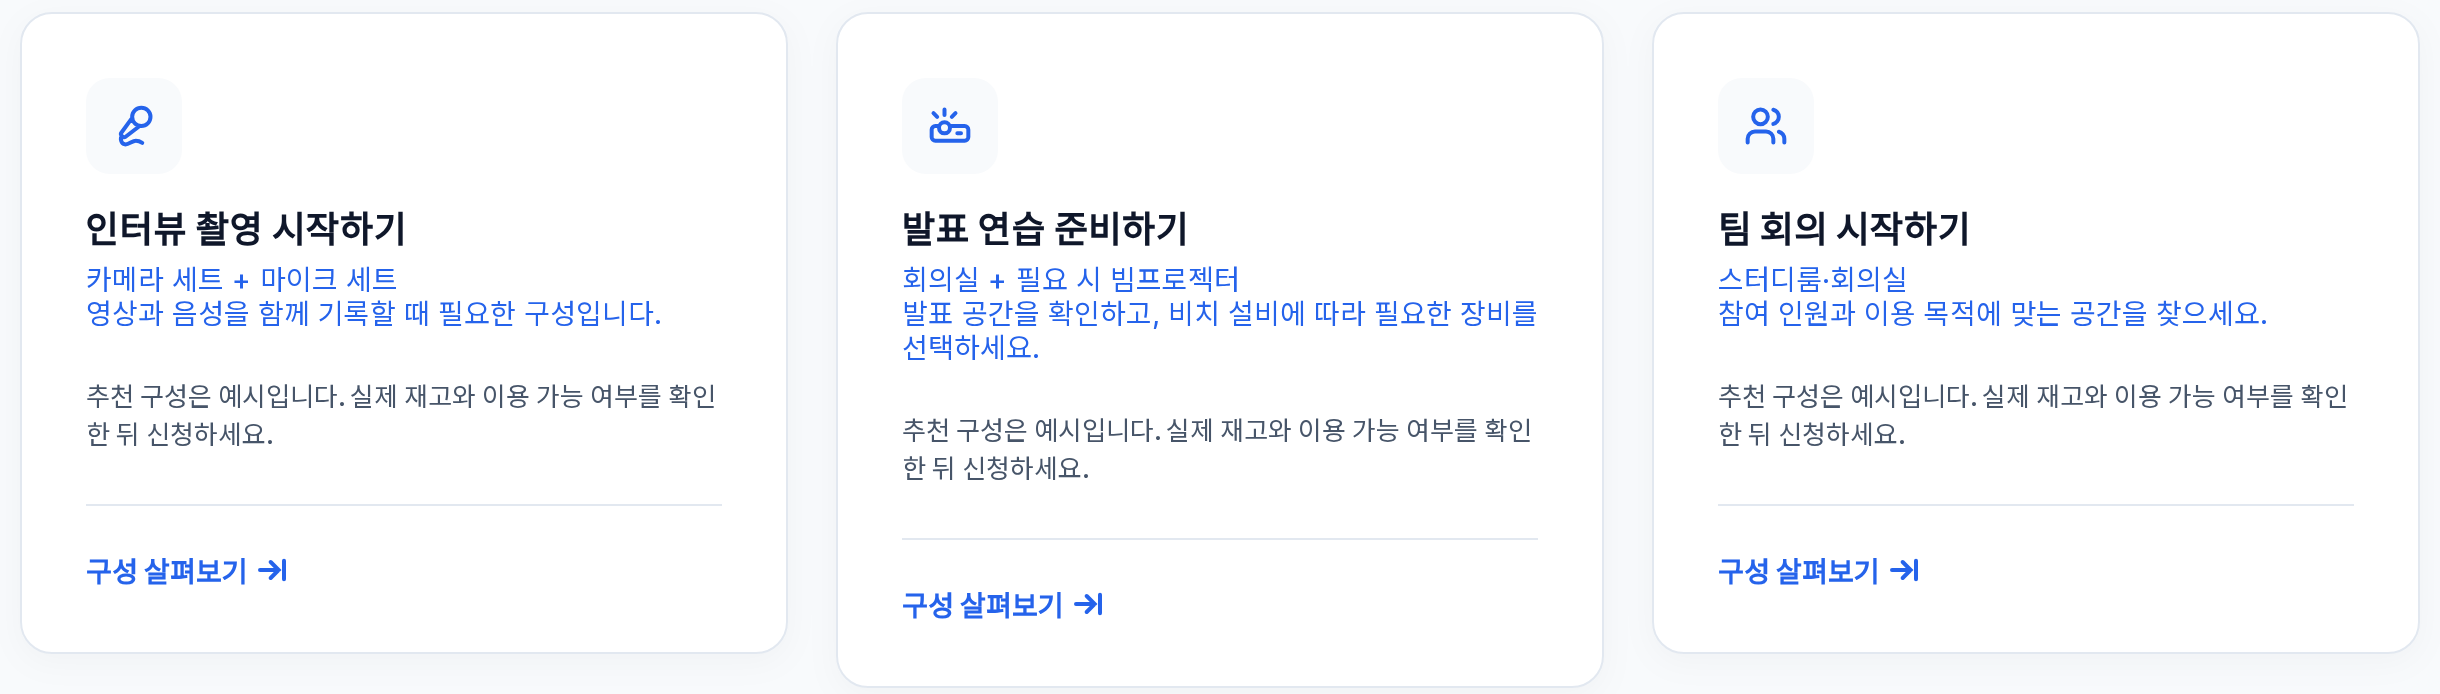 인터뷰 촬영 시작하기
카메라 세트 + 마이크 세트
영상과 음성을 함께 기록할 때 필요한 구성입니다.
추천 구성은 예시입니다. 실제 재고와 이용 가능 여부를 확인
한 뒤 신청하세요.
구성 살펴보기
발표 연습 준비하기
회의실 + 필요 시 빔프로젝터
발표 공간을 확인하고, 비치 설비에 따라 필요한 장비를
선택하세요.
추천 구성은 예시입니다. 실제 재고와 이용 가능 여부를 확인
한 뒤 신청하세요.
구성 살펴보기
팀 회의 시작하기
스터디룸·회의실
참여 인원과 이용 목적에 맞는 공간을 찾으세요.
추천 구성은 예시입니다. 실제 재고와 이용 가능 여부를 확인
한 뒤 신청하세요.
구성 살펴보기